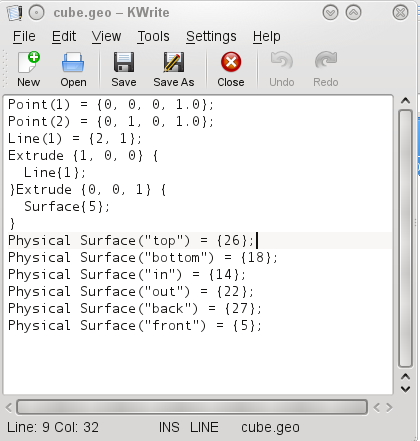 cube.geo – KWrite
File Edit View Tools Settings Help
New Open Save Save As Close Undo Redo
Point(1) = {0, 0, 0, 1.0};
Point(2) = {0, 1, 0, 1.0};
Line(1) = {2, 1};
Extrude {1, 0, 0} {
  Line{1};
}Extrude {0, 0, 1} {
  Surface{5};
}
Physical Surface("top") = {26};
Physical Surface("bottom") = {18};
Physical Surface("in") = {14};
Physical Surface("out") = {22};
Physical Surface("back") = {27};
Physical Surface("front") = {5};
Line: 9 Col: 32 INS LINE cube.geo